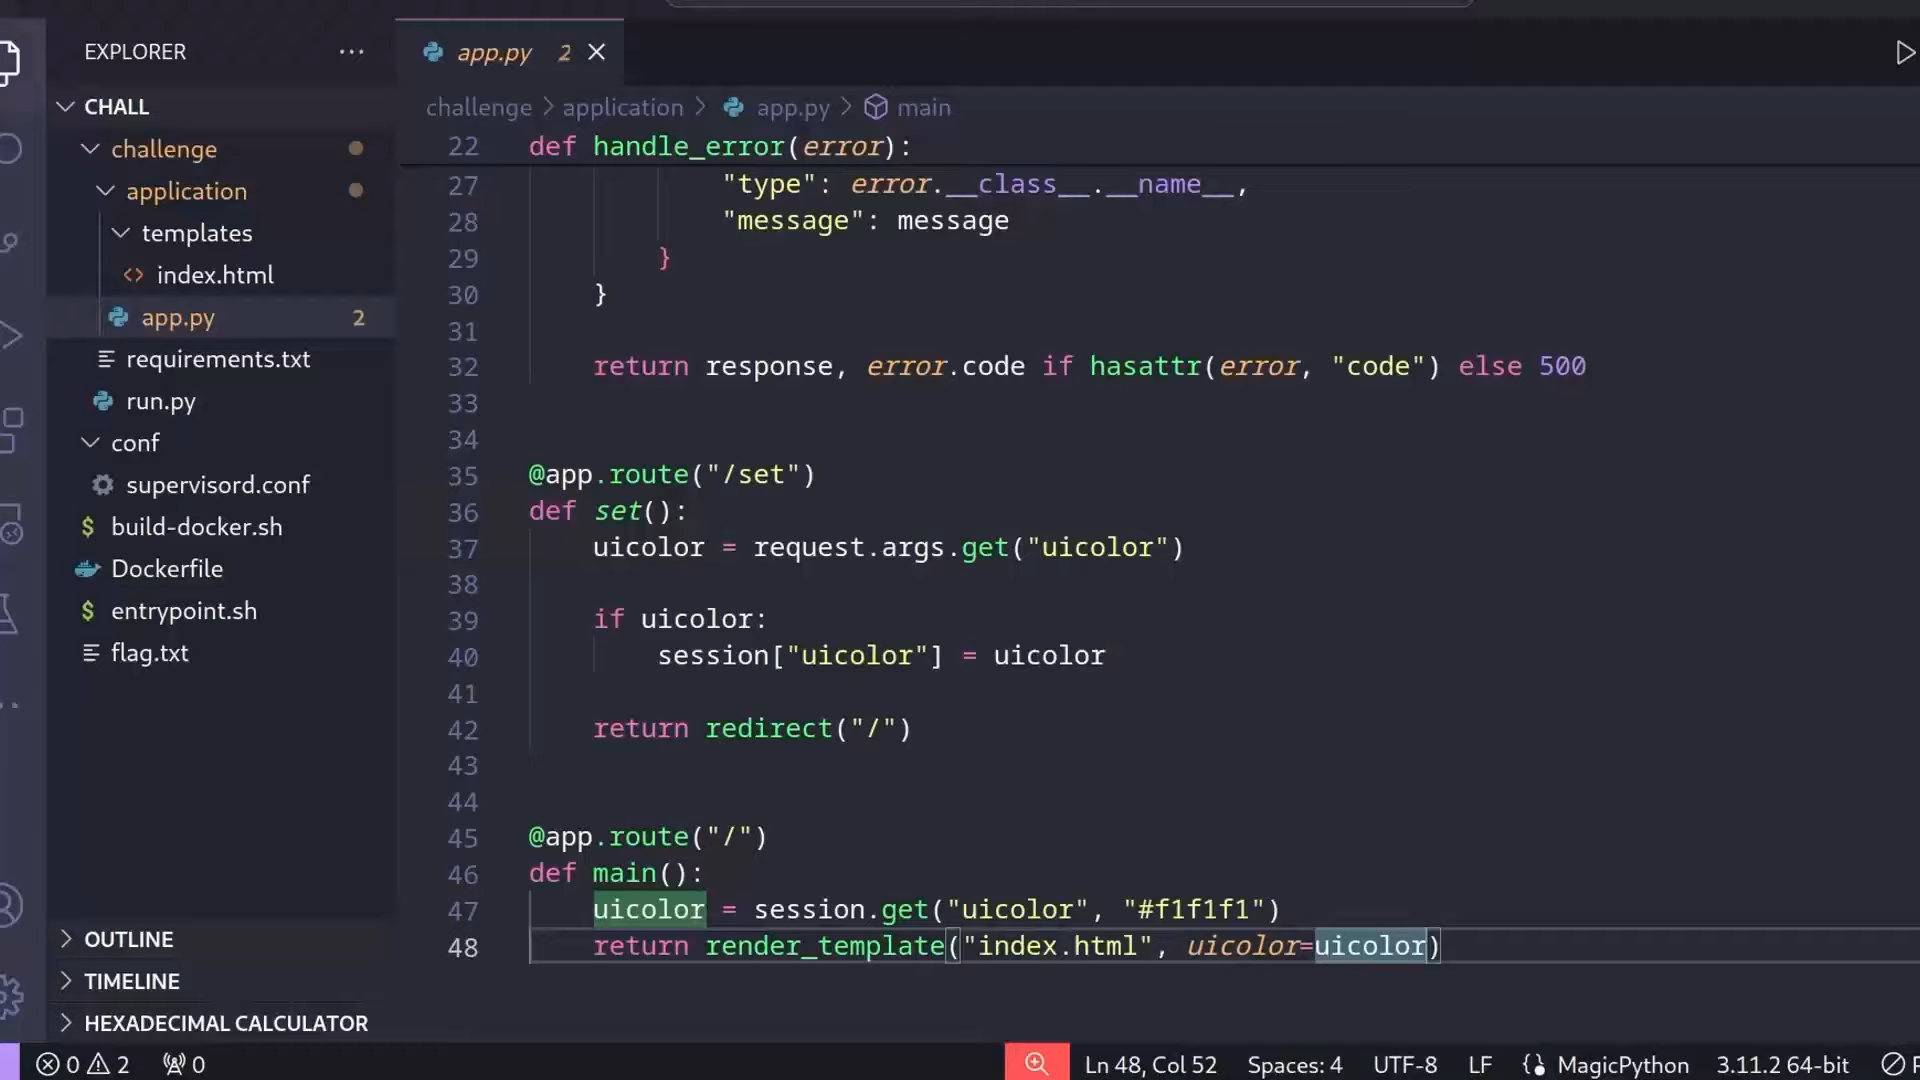 EXPLORER
···
app.py 2
CHALL
challenge > application > app.py > main
challenge
application
templates
index.html
app.py 2
requirements.txt
run.py
conf
supervisord.conf
build-docker.sh
Dockerfile
entrypoint.sh
flag.txt
OUTLINE
TIMELINE
HEXADECIMAL CALCULATOR
22 def handle_error(error):
27 "type": error.__class__.__name__,
28 "message": message
29 }
30 }
31
32 return response, error.code if hasattr(error, "code") else 500
33
34
35 @app.route("/set")
36 def set():
37 uicolor = request.args.get("uicolor")
38
39 if uicolor:
40 session["uicolor"] = uicolor
41
42 return redirect("/")
43
44
45 @app.route("/")
46 def main():
47 uicolor = session.get("uicolor", "#f1f1f1")
48 return render_template("index.html", uicolor=uicolor)
0 2 0 Ln 48, Col 52 Spaces: 4 UTF-8 LF MagicPython 3.11.2 64-bit